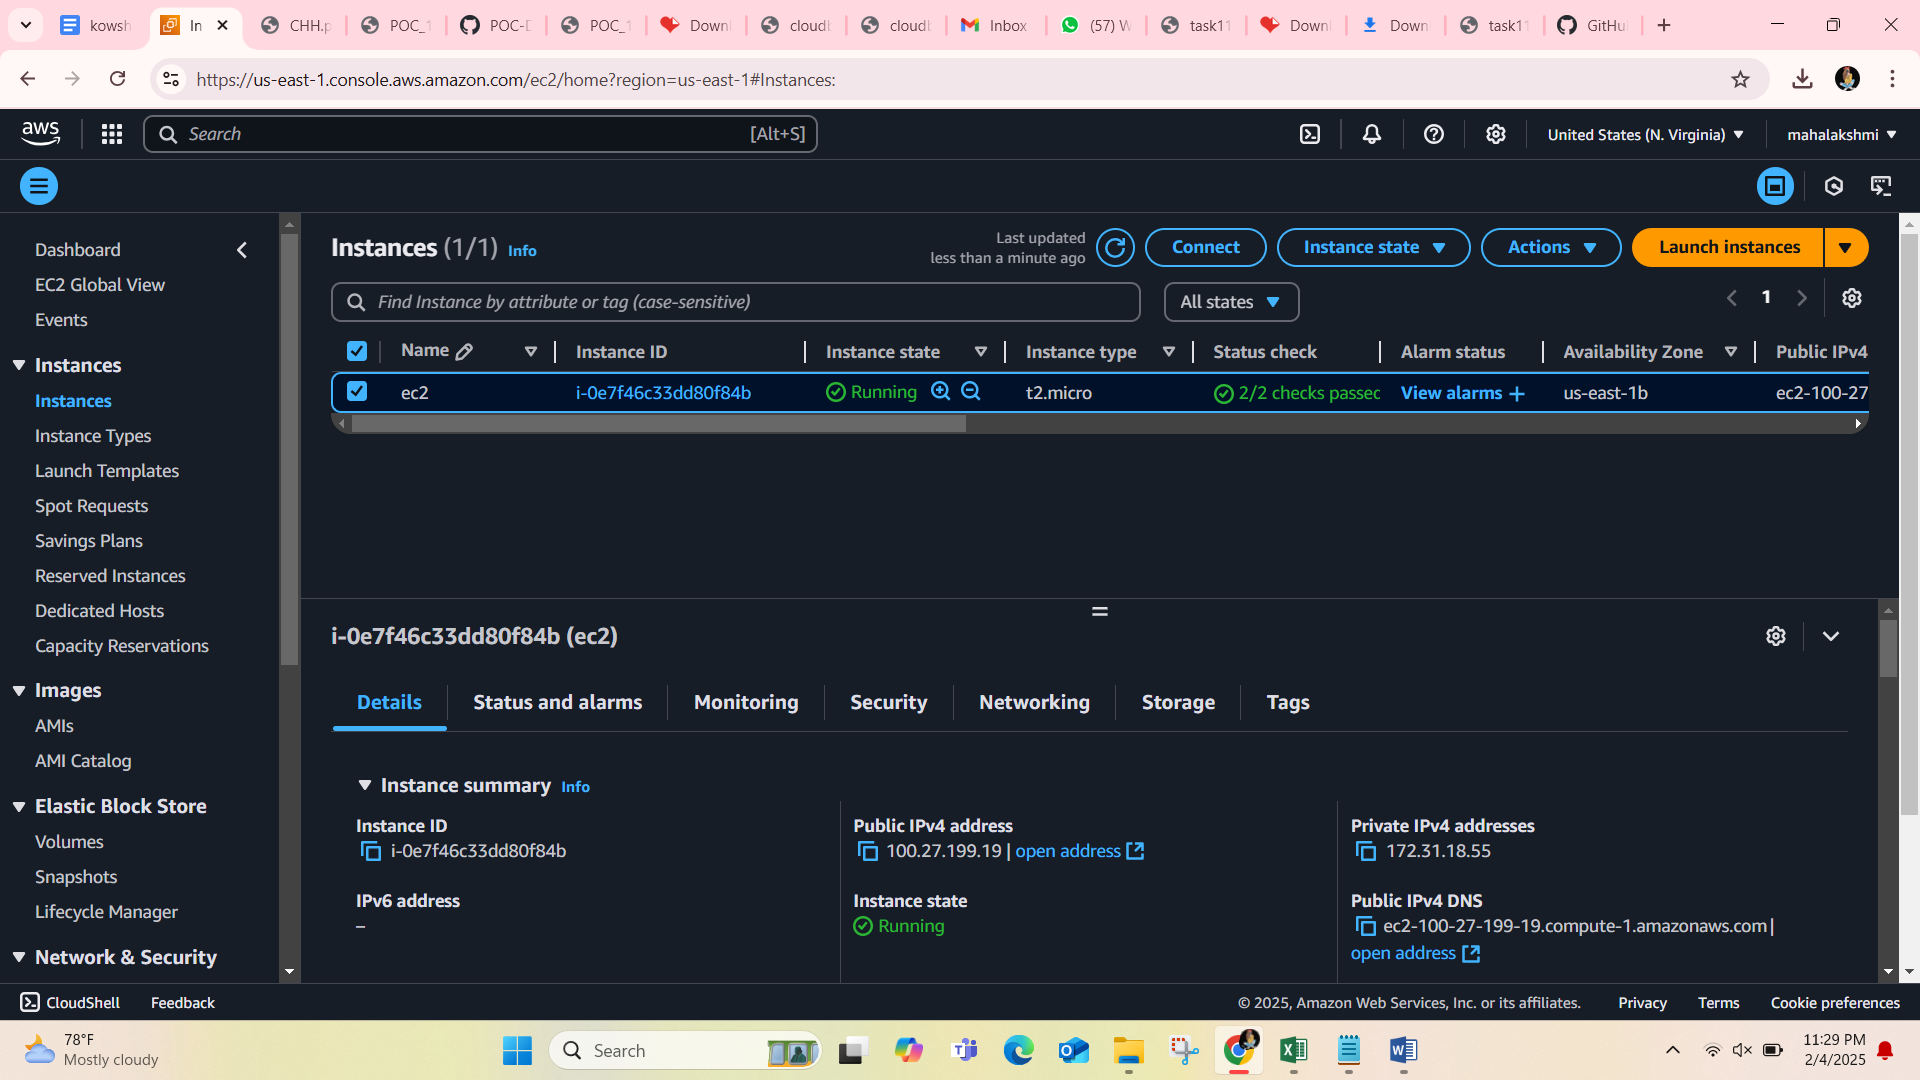 kowsh
In
CHH.p
POC_1
POC-D
POC_1
Downl
cloudb
cloudb
Inbox
(57) W
task11
Downl
Down
task11
GitHu
https://us-east-1.console.aws.amazon.com/ec2/home?region=us-east-1#Instances:
aws
Search
[Alt+S]
United States (N. Virginia)
mahalakshmi
Dashboard
EC2 Global View
Events
Instances
Instances
Instance Types
Launch Templates
Spot Requests
Savings Plans
Reserved Instances
Dedicated Hosts
Capacity Reservations
Images
AMIs
AMI Catalog
Elastic Block Store
Volumes
Snapshots
Lifecycle Manager
Network & Security
Instances (1/1) Info
Last updated
less than a minute ago
Connect
Instance state
Actions
Launch instances
Find Instance by attribute or tag (case-sensitive)
All states
1
Name
Instance ID
Instance state
Instance type
Status check
Alarm status
Availability Zone
Public IPv4
ec2
i-0e7f46c33dd80f84b
Running
t2.micro
2/2 checks passec
View alarms +
us-east-1b
ec2-100-27
i-0e7f46c33dd80f84b (ec2)
Details
Status and alarms
Monitoring
Security
Networking
Storage
Tags
Instance summary Info
Instance ID
i-0e7f46c33dd80f84b
Public IPv4 address
100.27.199.19 | open address
Private IPv4 addresses
172.31.18.55
IPv6 address
–
Instance state
Running
Public IPv4 DNS
ec2-100-27-199-19.compute-1.amazonaws.com |
open address
CloudShell
Feedback
© 2025, Amazon Web Services, Inc. or its affiliates.
Privacy
Terms
Cookie preferences
78°F
Mostly cloudy
Search
11:29 PM
2/4/2025